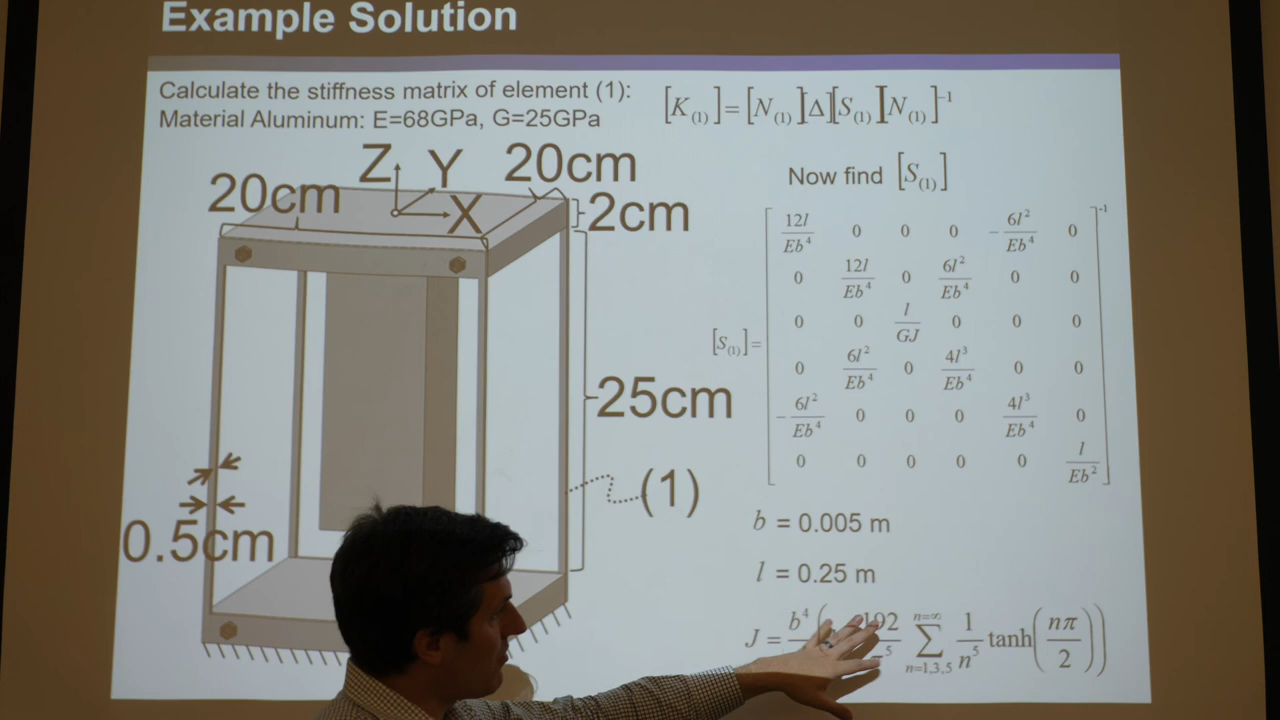 Example Solution
Calculate the stiffness matrix of element (1):
Material Aluminum: E=68GPa, G=25GPa
[K(1)]=[N(1)][Δ][S(1)][N(1)]⁻¹
Z Y X
20cm
20cm
2cm
25cm
(1)
0.5cm
Now find [S(1)]
[S(1)]=
12l/Eb⁴ 0 0 0 -6l²/Eb⁴ 0
0 12l/Eb⁴ 0 6l²/Eb⁴ 0 0
0 0 l/GJ 0 0 0
0 6l²/Eb⁴ 0 4l³/Eb⁴ 0 0
-6l²/Eb⁴ 0 0 0 4l³/Eb⁴ 0
0 0 0 0 0 l/Eb²
-1
b = 0.005 m
l = 0.25 m
J = b⁴ ( 192 5 ∑ n=∞ n=1,3,5 1/n⁵ tanh(nπ/2))